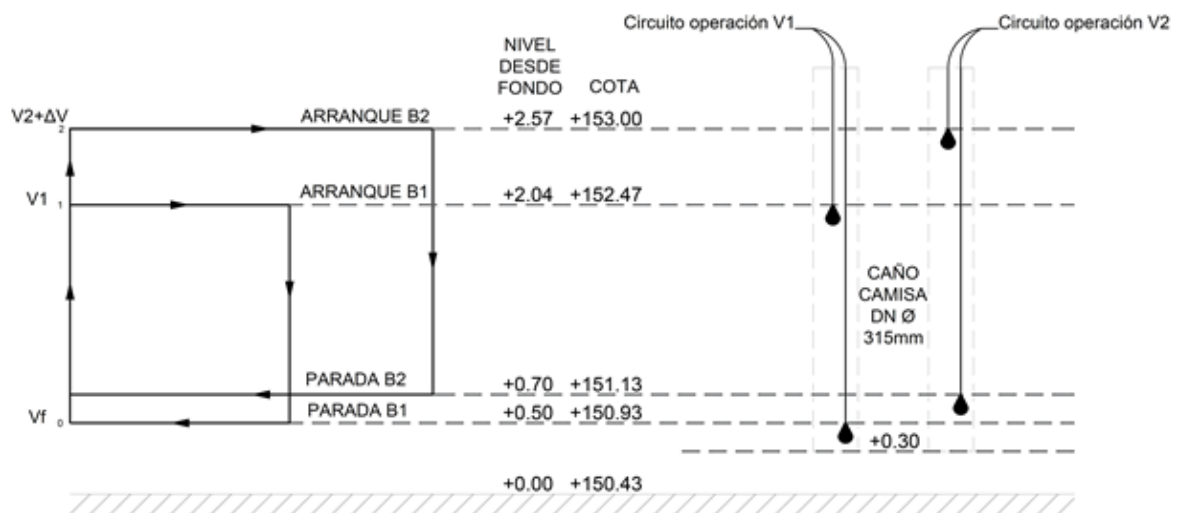 Circuito operación V1
Circuito operación V2
NIVEL
DESDE
FONDO
COTA
V2+ΔV
2
ARRANQUE B2
+2.57
+153.00
V1
1
ARRANQUE B1
+2.04
+152.47
CAÑO
CAMISA
DN Ø
315mm
PARADA B2
+0.70
+151.13
Vf
0
PARADA B1
+0.50
+150.93
+0.30
+0.00
+150.43